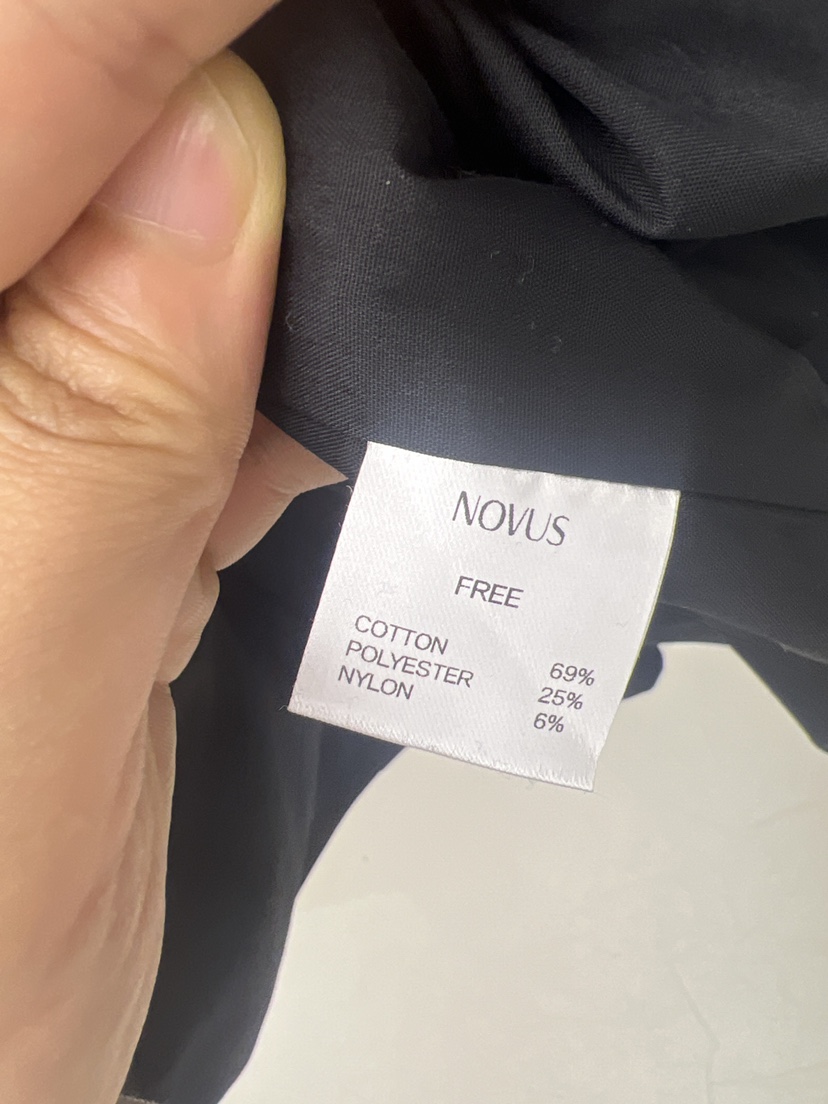 NOVUS
FREE
COTTON 69%
POLYESTER 25%
NYLON 6%